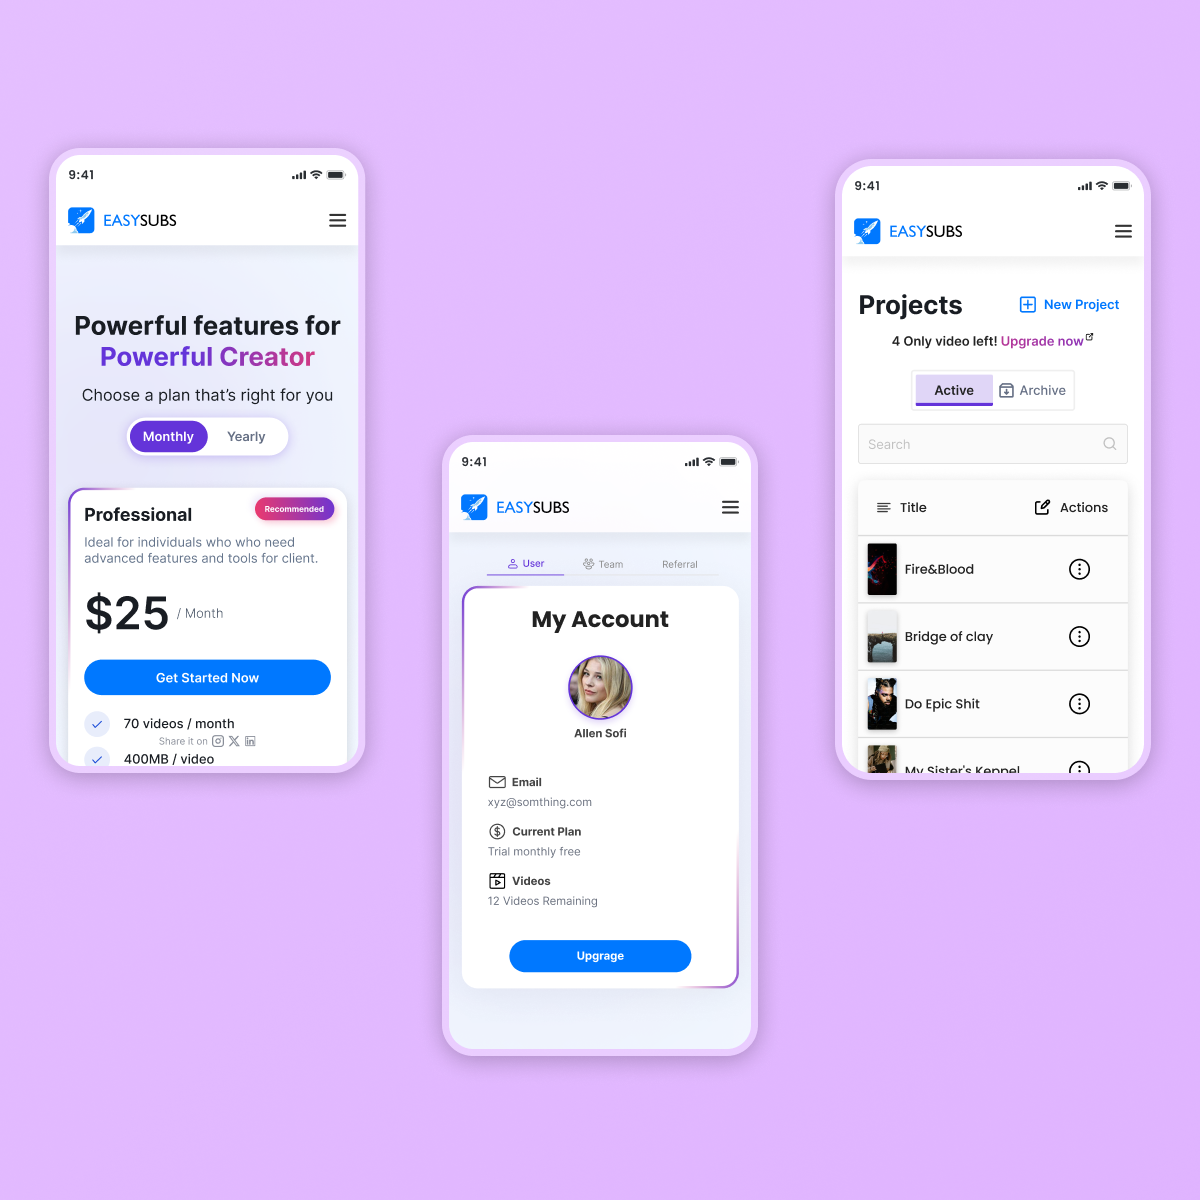 9:41
EASYSUBS
Powerful features for
Powerful Creator
Choose a plan that's right for you
Monthly Yearly
Professional Recommended
Ideal for individuals who who need
advanced features and tools for client.
$25 / Month
Get Started Now
70 videos / month
Share it on
400MB / video
9:41
EASYSUBS
User Team Referral
My Account
Allen Sofi
Email
xyz@somthing.com
Current Plan
Trial monthly free
Videos
12 Videos Remaining
Upgrage
9:41
EASYSUBS
Projects New Project
4 Only video left! Upgrade now
Active Archive
Search
Title Actions
Fire&Blood
Bridge of clay
Do Epic Shit
My Sister's Keppel